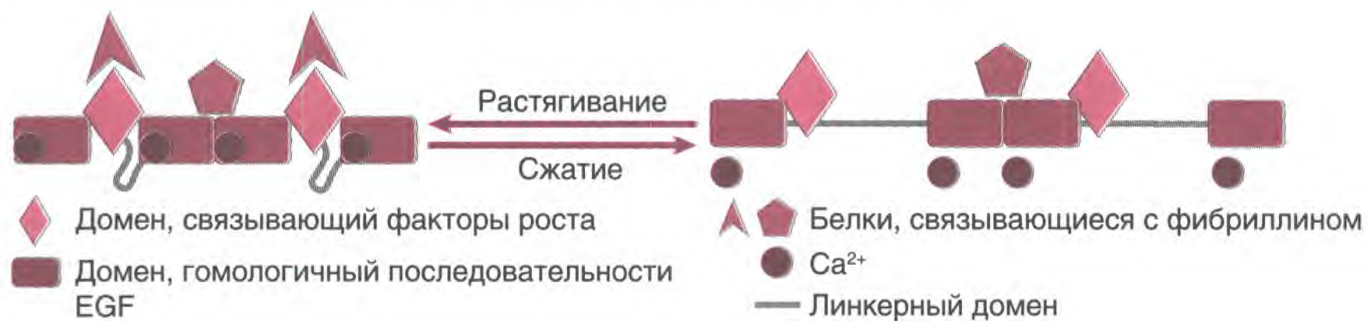 Растягивание
Сжатие
Домен, связывающий факторы роста
Домен, гомологичный последовательности
EGF
Белки, связывающиеся с фибриллином
Ca²⁺
Линкерный домен